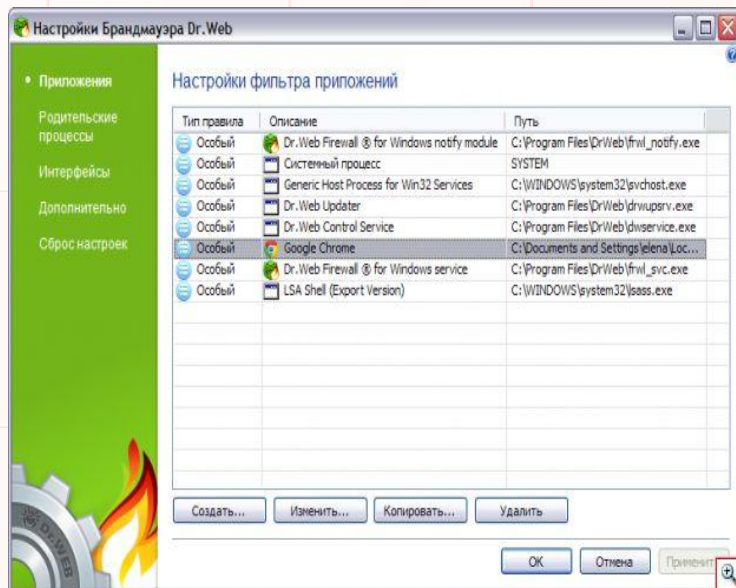 Настройки Брандмауэра Dr.Web
Приложения
Родительские
процессы
Интерфейсы
Дополнительно
Сброс настроек
Настройки фильтра приложений
Тип правила Описание Путь
Особый Dr.Web Firewall ® for Windows notify module C:\Program Files\DrWeb\frwl_notify.exe
Особый Системный процесс SYSTEM
Особый Generic Host Process for Win32 Services C:\WINDOWS\system32\svchost.exe
Особый Dr.Web Updater C:\Program Files\DrWeb\drwupsrv.exe
Особый Dr.Web Control Service C:\Program Files\DrWeb\dwservice.exe
Особый Google Chrome C:\Documents and Settings\elena\Loc...
Особый Dr.Web Firewall ® for Windows service C:\Program Files\DrWeb\frwl_svc.exe
Особый LSA Shell (Export Version) C:\WINDOWS\system32\lsass.exe
Создать... Изменить... Копировать... Удалить
Dr.WEB
OK Отмена Применит